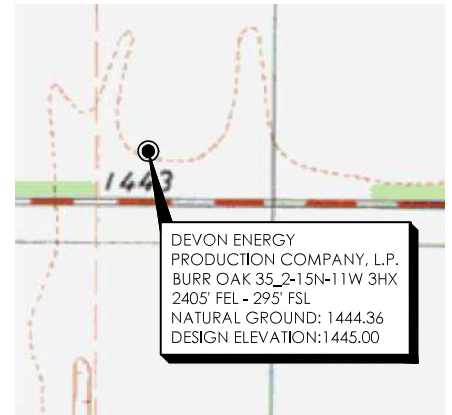 1443
DEVON ENERGY
PRODUCTION COMPANY, L.P.
BURR OAK 35_2-15N-11W 3HX
2405' FEL - 295' FSL
NATURAL GROUND: 1444.36
DESIGN ELEVATION:1445.00